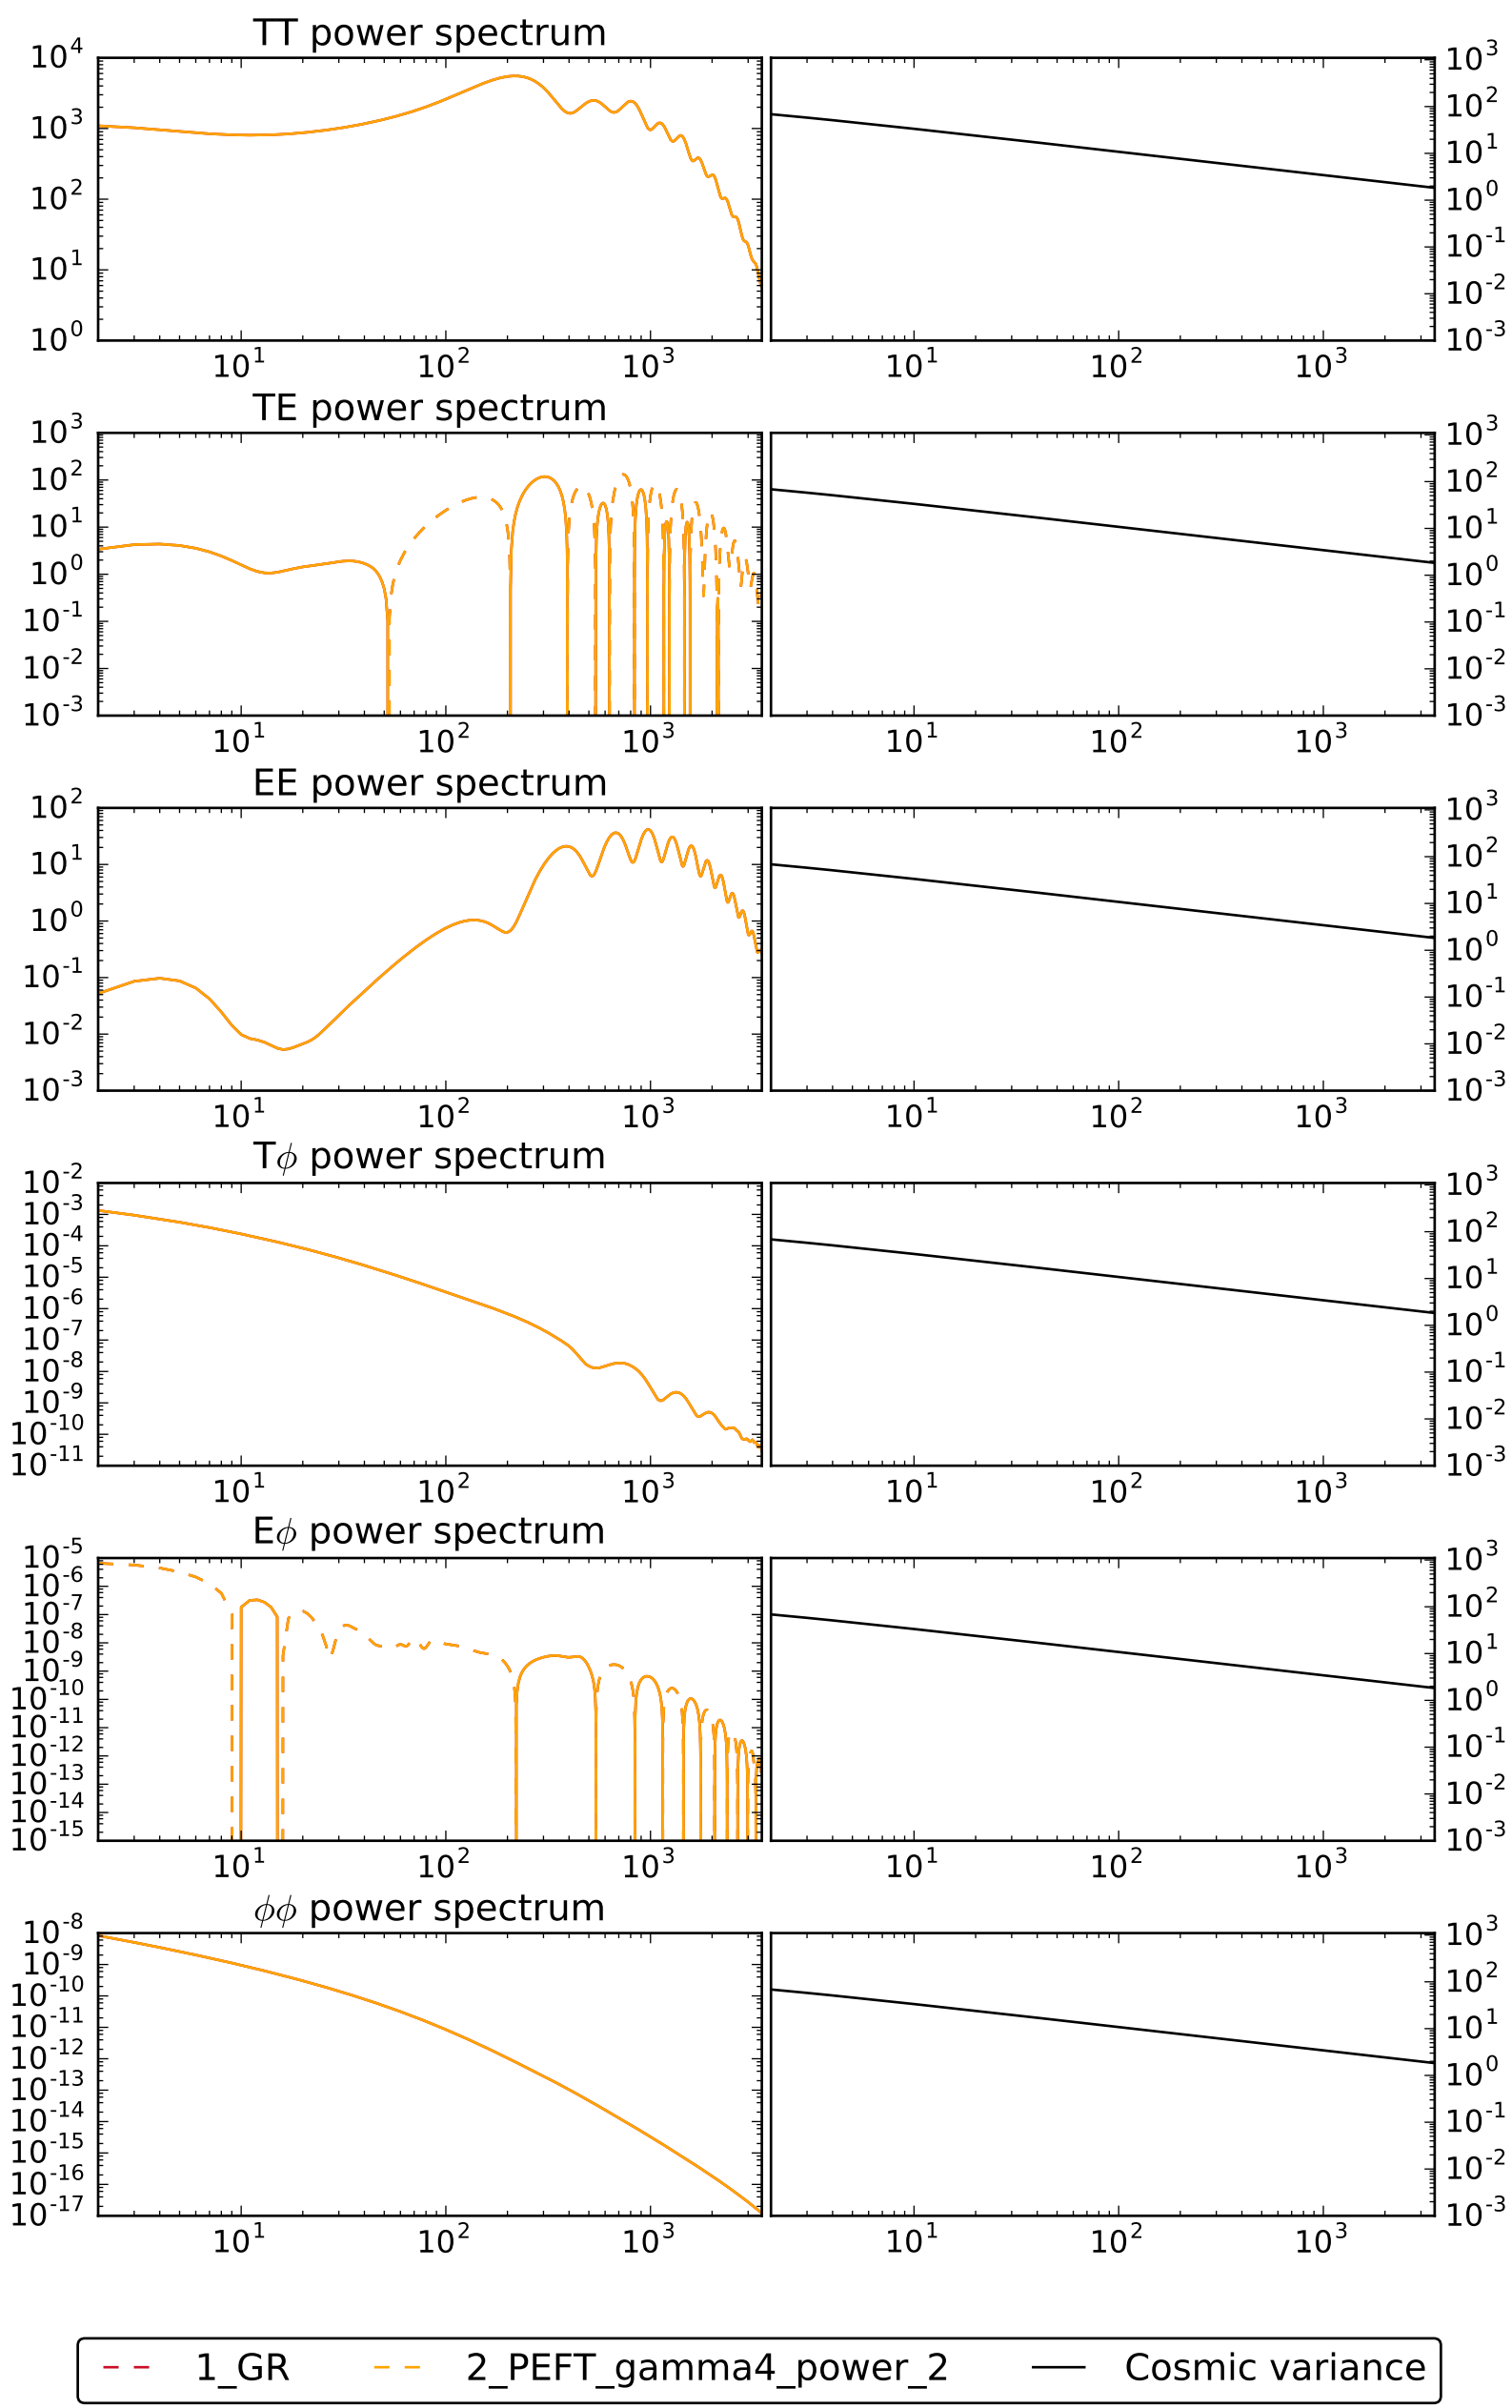 TT power spectrum
10^4 10^3 10^2 10^1 10^0
10^3 10^2 10^1 10^0 10^-1 10^-2 10^-3
10^1 10^2 10^3 10^1 10^2 10^3
TE power spectrum
10^3 10^2 10^1 10^0 10^-1 10^-2 10^-3
10^3 10^2 10^1 10^0 10^-1 10^-2 10^-3
10^1 10^2 10^3 10^1 10^2 10^3
EE power spectrum
10^2 10^1 10^0 10^-1 10^-2 10^-3
10^3 10^2 10^1 10^0 10^-1 10^-2 10^-3
10^1 10^2 10^3 10^1 10^2 10^3
Tϕ power spectrum
10^-2 10^-3 10^-4 10^-5 10^-6 10^-7 10^-8 10^-9 10^-10 10^-11
10^3 10^2 10^1 10^0 10^-1 10^-2 10^-3
10^1 10^2 10^3 10^1 10^2 10^3
Eϕ power spectrum
10^-5 10^-6 10^-7 10^-8 10^-9 10^-10 10^-11 10^-12 10^-13 10^-14 10^-15
10^3 10^2 10^1 10^0 10^-1 10^-2 10^-3
10^1 10^2 10^3 10^1 10^2 10^3
ϕϕ power spectrum
10^-8 10^-9 10^-10 10^-11 10^-12 10^-13 10^-14 10^-15 10^-16 10^-17
10^3 10^2 10^1 10^0 10^-1 10^-2 10^-3
10^1 10^2 10^3 10^1 10^2 10^3
1_GR 2_PEFT_gamma4_power_2 Cosmic variance